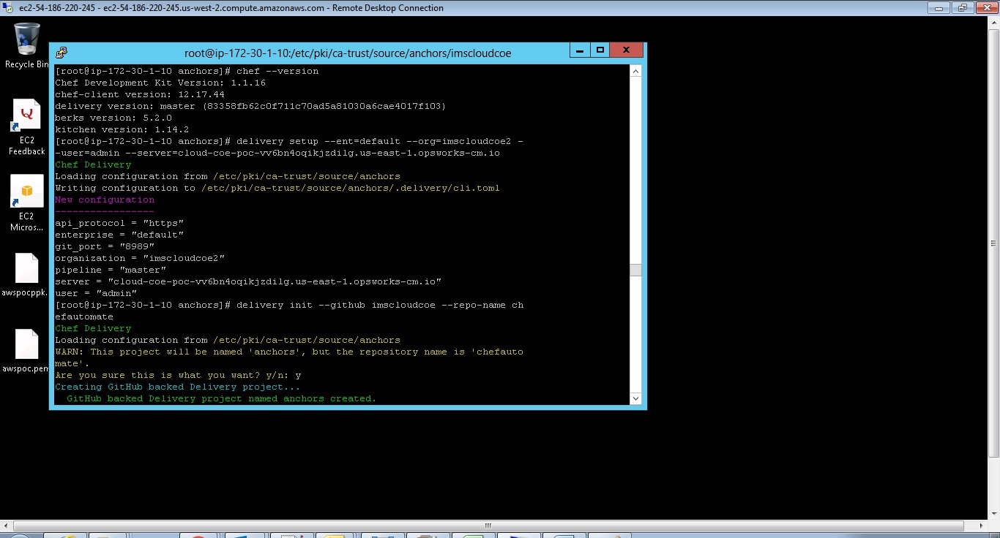 ec2-54-186-220-245 - ec2-54-186-220-245.us-west-2.compute.amazonaws.com - Remote Desktop Connection
Recycle Bin
EC2
Feedback
EC2
Micros...
awspocppk.
awspoc.pem
root@ip-172-30-1-10:/etc/pki/ca-trust/source/anchors/imscloudcoe
[root@ip-172-30-1-10 anchors]# chef --version
Chef Development Kit Version: 1.1.16
chef-client version: 12.17.44
delivery version: master (83358fb62c0f711c70ad5a81030a6cae4017f103)
berks version: 5.2.0
kitchen version: 1.14.2
[root@ip-172-30-1-10 anchors]# delivery setup --ent=default --org=imscloudcoe2 -
-user=admin --server=cloud-coe-poc-vv6bn4oqikjzdilg.us-east-1.opsworks-cm.io
Chef Delivery
Loading configuration from /etc/pki/ca-trust/source/anchors
Writing configuration to /etc/pki/ca-trust/source/anchors/.delivery/cli.toml
New configuration
-----------------
api_protocol = "https"
enterprise = "default"
git_port = "8989"
organization = "imscloudcoe2"
pipeline = "master"
server = "cloud-coe-poc-vv6bn4oqikjzdilg.us-east-1.opsworks-cm.io"
user = "admin"
[root@ip-172-30-1-10 anchors]# delivery init --github imscloudcoe --repo-name ch
efautomate
Chef Delivery
Loading configuration from /etc/pki/ca-trust/source/anchors
WARN: This project will be named 'anchors', but the repository name is 'chefauto
mate'.
Are you sure this is what you want? y/n: y
Creating GitHub backed Delivery project...
  GitHub backed Delivery project named anchors created.